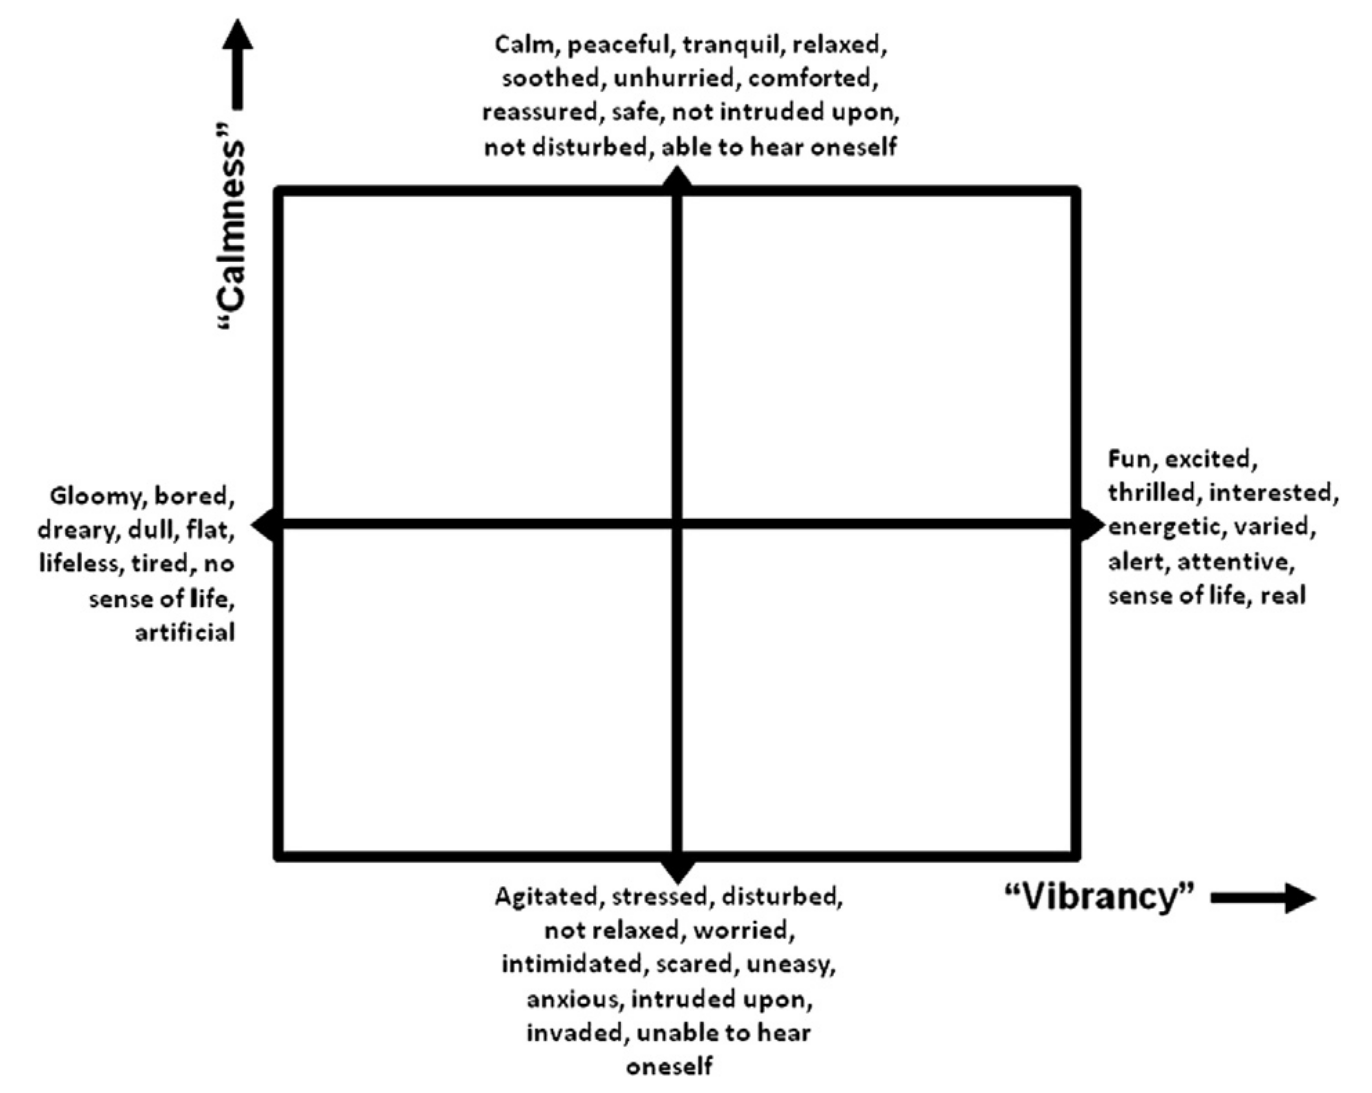 Calm, peaceful, tranquil, relaxed,
soothed, unhurried, comforted,
reassured, safe, not intruded upon,
not disturbed, able to hear oneself
“Calmness”
Gloomy, bored,
dreary, dull, flat,
lifeless, tired, no
sense of life,
artificial
Fun, excited,
thrilled, interested,
energetic, varied,
alert, attentive,
sense of life, real
Agitated, stressed, disturbed,
not relaxed, worried,
intimidated, scared, uneasy,
anxious, intruded upon,
invaded, unable to hear
oneself
“Vibrancy”